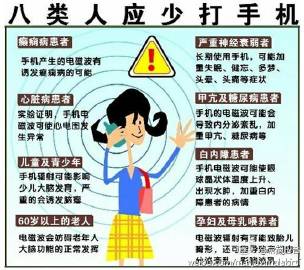 八类人应少打手机
癫痫病患者
手机产生的电磁波有
诱发癫痫病的可能
心脏病患者
实验证明，手机电
磁波可使心电图发
生异常
儿童及青少年
手机辐射可能影响
少儿大脑发育，严
重的会诱发脑瘤
60岁以上的老人
电磁波会妨碍老年人
大脑功能的正常发挥
严重神经衰弱者
长期使用手机，可能加
重失眠、健忘、多梦、
头晕、头痛等症状
甲亢及糖尿病患者
手机的电磁波可能会
导致内分泌紊乱，加
重甲亢、糖尿病等
白内障患者
手机电磁波可能使眼
球晶状体温度上升、
出现水肿，加重白内
障患者的病情
孕妇及母乳喂养者
电磁波辐射有可能致胎儿